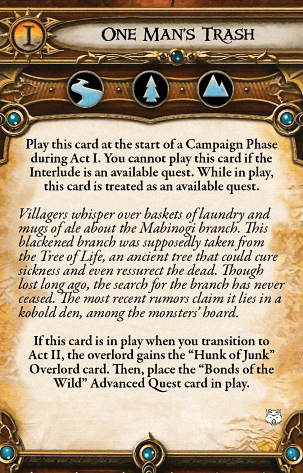 I
ONE MAN'S TRASH
Play this card at the start of a Campaign Phase
during Act I. You cannot play this card if the
Interlude is an available quest. While in play,
this card is treated as an available quest.
Villagers whisper over baskets of laundry and
mugs of ale about the Mabinogi branch. This
blackened branch was supposedly taken from
the Tree of Life, an ancient tree that could cure
sickness and even ressurect the dead. Though
lost long ago, the search for the branch has never
ceased. The most recent rumors claim it lies in a
kobold den, among the monsters' hoard.
If this card is in play when you transition to
Act II, the overlord gains the "Hunk of Junk"
Overlord card. Then, place the "Bonds of the
Wild" Advanced Quest card in play.